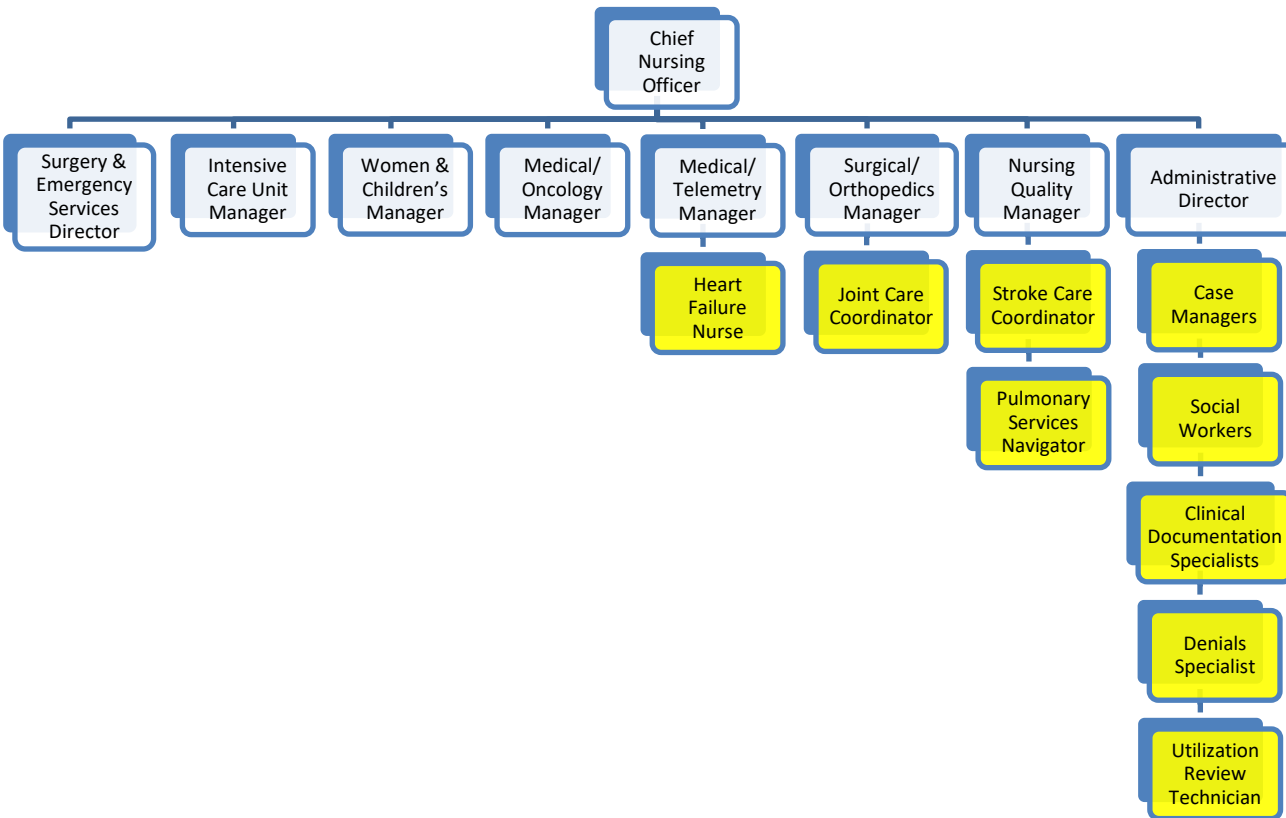 Chief
Nursing
Officer
Surgery &
Emergency
Services
Director
Intensive
Care Unit
Manager
Women &
Children's
Manager
Medical/
Oncology
Manager
Medical/
Telemetry
Manager
Surgical/
Orthopedics
Manager
Nursing
Quality
Manager
Administrative
Director
Heart
Failure
Nurse
Joint Care
Coordinator
Stroke Care
Coordinator
Case
Managers
Pulmonary
Services
Navigator
Social
Workers
Clinical
Documentation
Specialists
Denials
Specialist
Utilization
Review
Technician